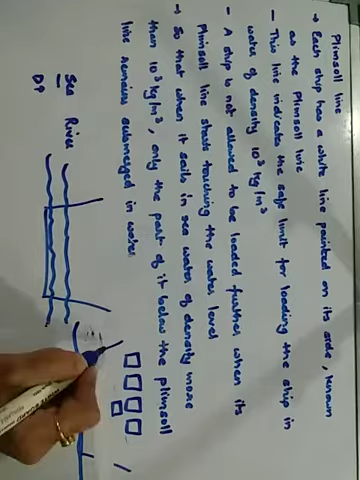 Plimsoll line
→ Each ship has a white line painted on its side, known
as the Plimsoll line
- This line indicates the safe limit for loading the ship in
water of density 10³ kg/m³
- A ship is not allowed to be loaded further when its
Plimsoll line starts touching the water level
→ So that when it sails in sea water of density more
than 10³ kg/m³, only the part of it below the plimsoll
line remains submerged in water.
Sea River
D↑